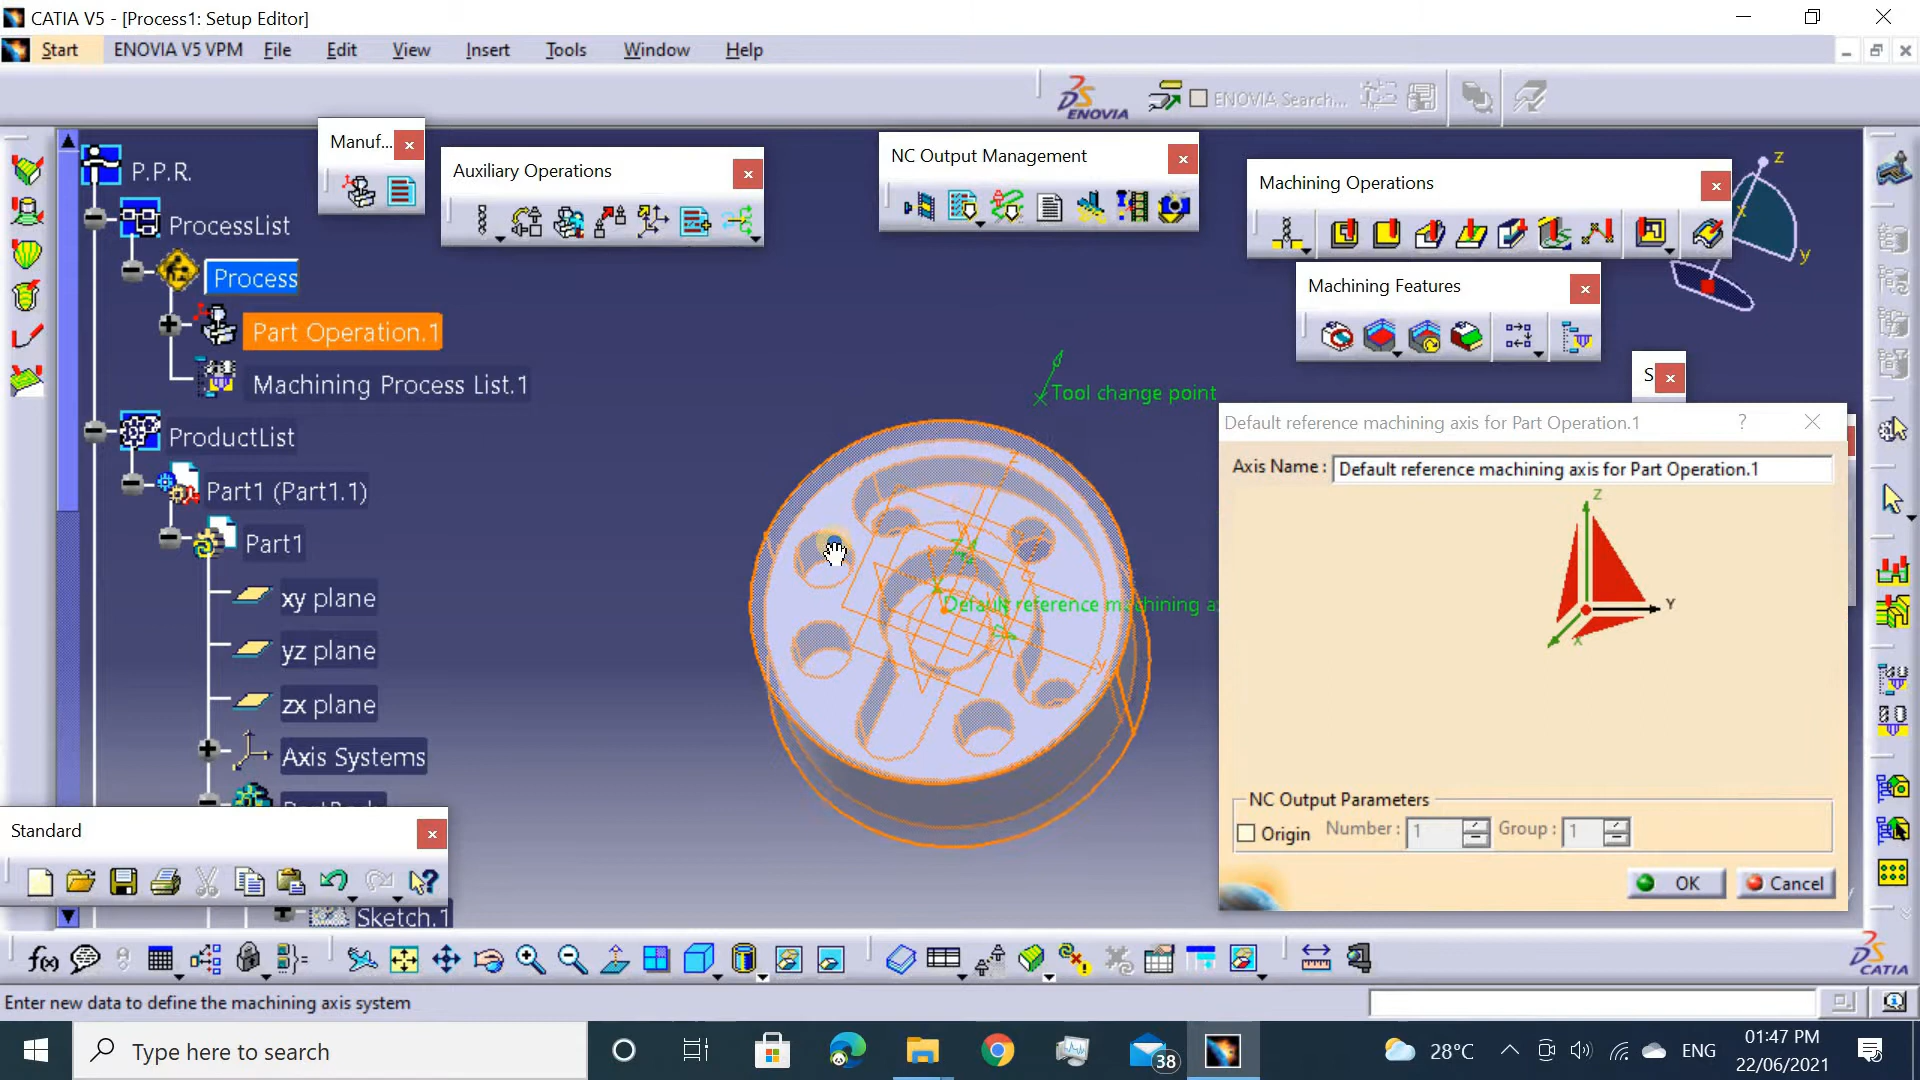 CATIA V5 - [Process1: Setup Editor]
Start ENOVIA V5 VPM File Edit View Insert Tools Window Help
ENOVIA
ENOVIA Search...
Manuf...
Auxiliary Operations
NC Output Management
Machining Operations
Machining Features
S
P.P.R.
ProcessList
Process
Part Operation.1
Machining Process List.1
ProductList
Part1 (Part1.1)
Part1
xy plane
yz plane
zx plane
Axis Systems
Sketch.1
z
x
y
Tool change point
Default reference machining a
Default reference machining axis for Part Operation.1
?
Axis Name : Default reference machining axis for Part Operation.1
Z
Y
X
NC Output Parameters
Origin Number : 1 Group : 1
OK Cancel
Standard
f(x)
CATIA
Enter new data to define the machining axis system
Type here to search
38
28°C
ENG
01:47 PM
22/06/2021